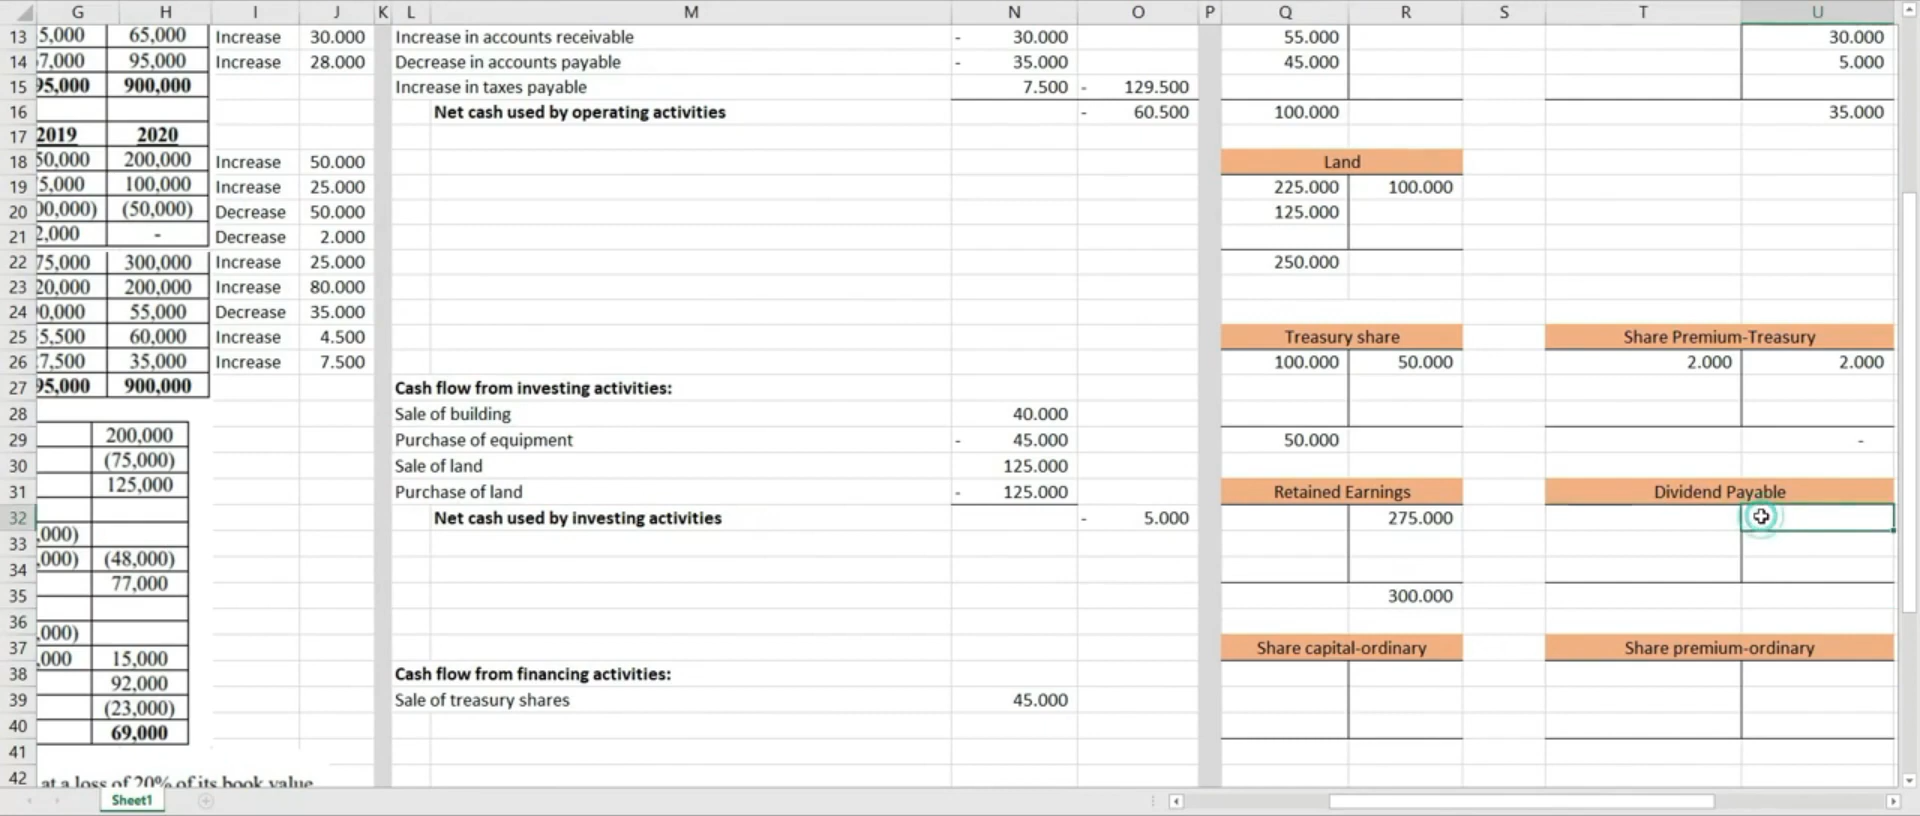 G H I J K L M N O P Q R S T U
13 5,000 65,000 Increase 30.000 Increase in accounts receivable - 30.000 55.000 30.000
14 7,000 95,000 Increase 28.000 Decrease in accounts payable - 35.000 45.000 5.000
15 95,000 900,000 Increase in taxes payable 7.500 - 129.500
16 Net cash used by operating activities - 60.500 100.000 35.000
17 2019 2020
18 50,000 200,000 Increase 50.000 Land
19 5,000 100,000 Increase 25.000 225.000 100.000
20 00,000) (50,000) Decrease 50.000 125.000
21 2,000 - Decrease 2.000
22 75,000 300,000 Increase 25.000 250.000
23 20,000 200,000 Increase 80.000
24 0,000 55,000 Decrease 35.000
25 5,500 60,000 Increase 4.500 Treasury share Share Premium-Treasury
26 7,500 35,000 Increase 7.500 100.000 50.000 2.000 2.000
27 95,000 900,000 Cash flow from investing activities:
28 Sale of building 40.000
29 200,000 Purchase of equipment - 45.000 50.000 -
30 (75,000) Sale of land 125.000
31 125,000 Purchase of land - 125.000 Retained Earnings Dividend Payable
32 Net cash used by investing activities - 5.000 275.000
33 ,000)
34 ,000) (48,000)
35 77,000 300.000
36
37 ,000) Share capital-ordinary Share premium-ordinary
38 ,000 15,000 Cash flow from financing activities:
39 92,000 Sale of treasury shares 45.000
40 (23,000)
41 69,000
42 at a loss of 20% of its book value
Sheet1